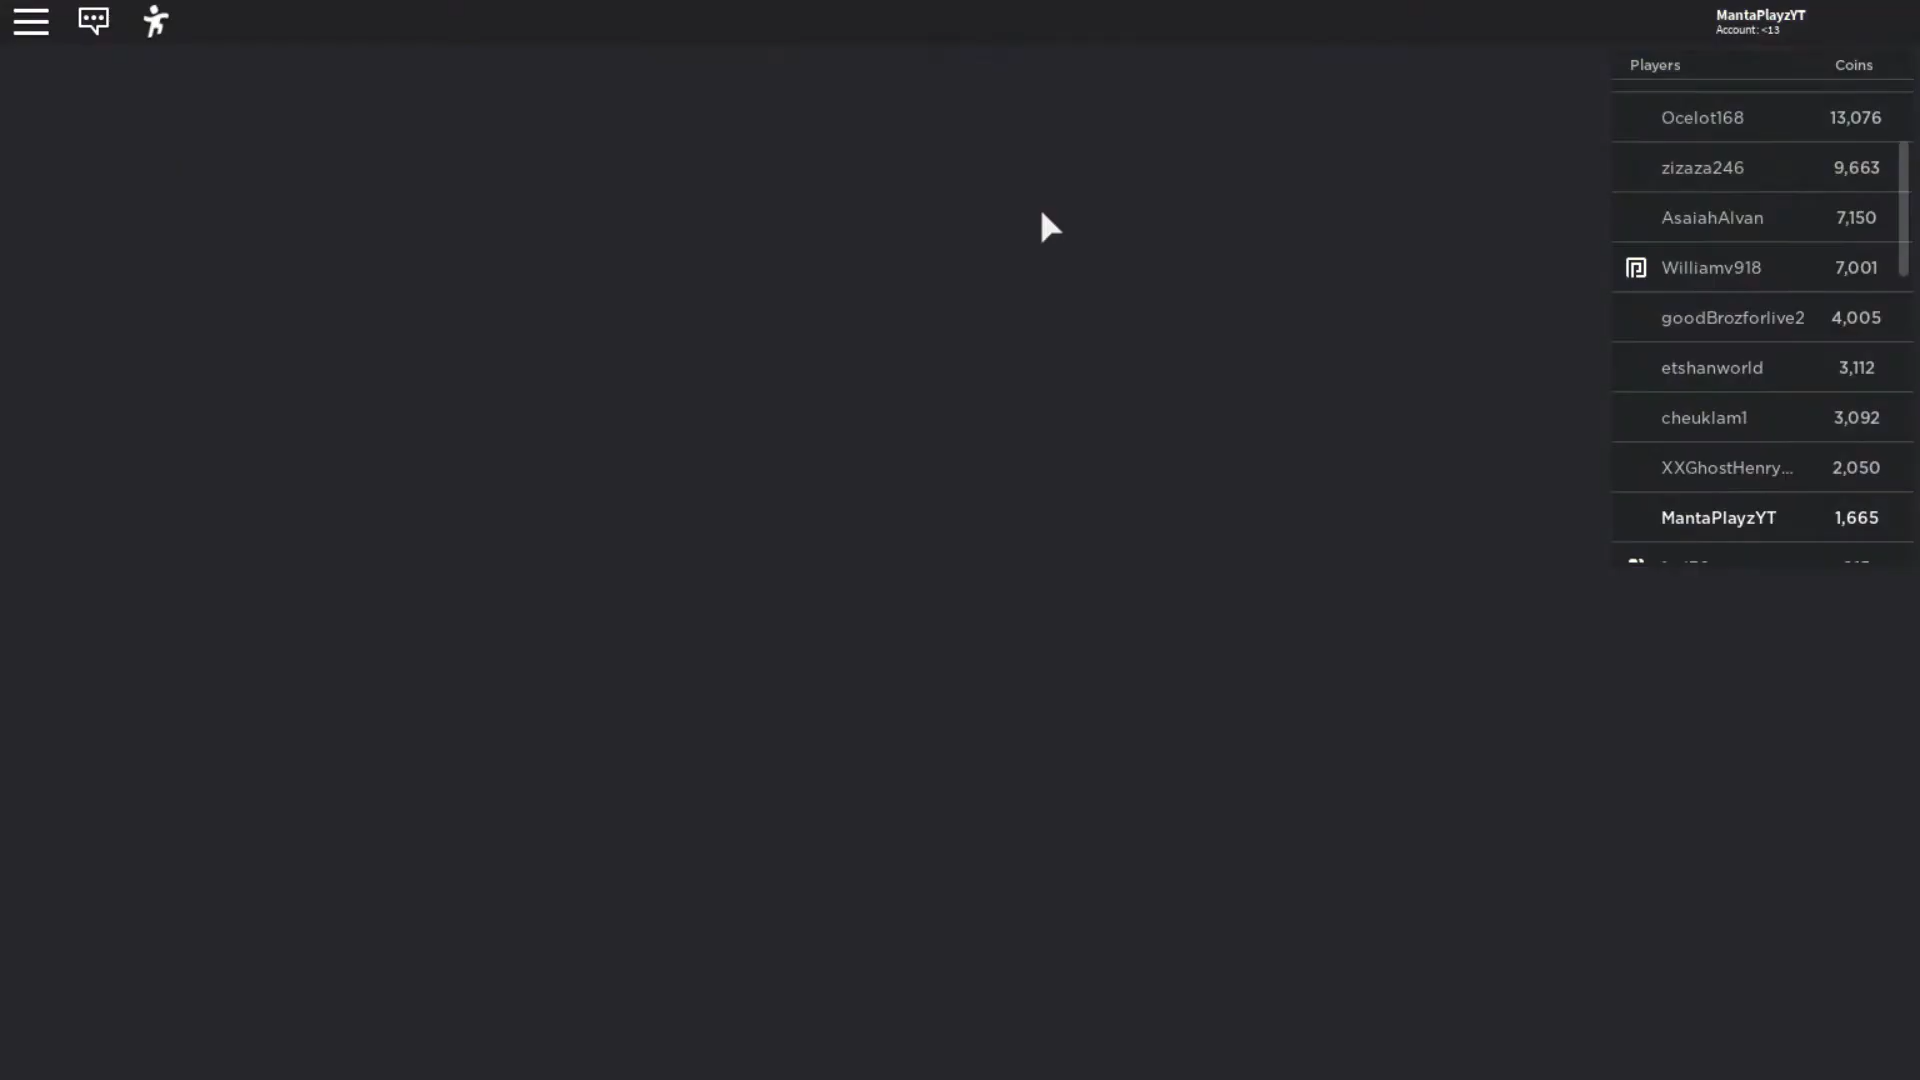 MantaPlayzYT
Account: <13
Players Coins
Ocelot168 13,076
zizaza246 9,663
AsaiahAlvan 7,150
Williamv918 7,001
goodBrozforlive2 4,005
etshanworld 3,112
cheuklam1 3,092
XXGhostHenry... 2,050
MantaPlayzYT 1,665